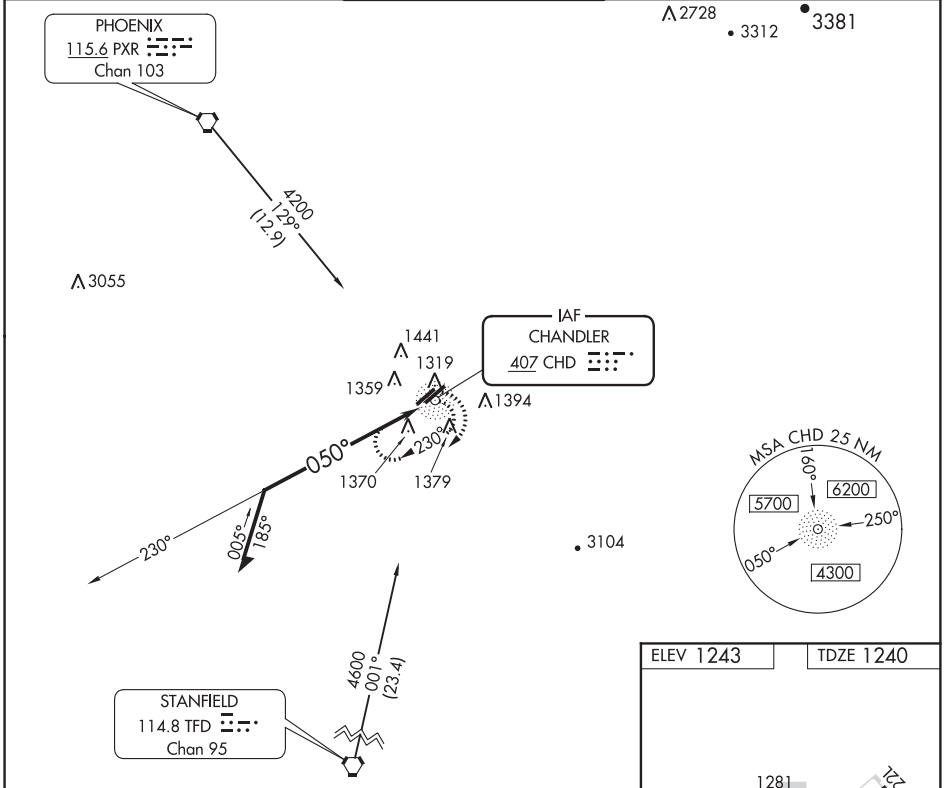 PHOENIX
115.6 PXR
Chan 103
2728
3312
3381
4200
129°
(12.9)
3055
IAF
CHANDLER
407 CHD
1441
1319
1359
1394
050°
230°
1370
1379
230°
005°
185°
3104
MSA CHD 25 NM
160°
5700
6200
250°
050°
4300
4600
001°
(23.4)
STANFIELD
114.8 TFD
Chan 95
ELEV 1243
TDZE 1240
1281
22L